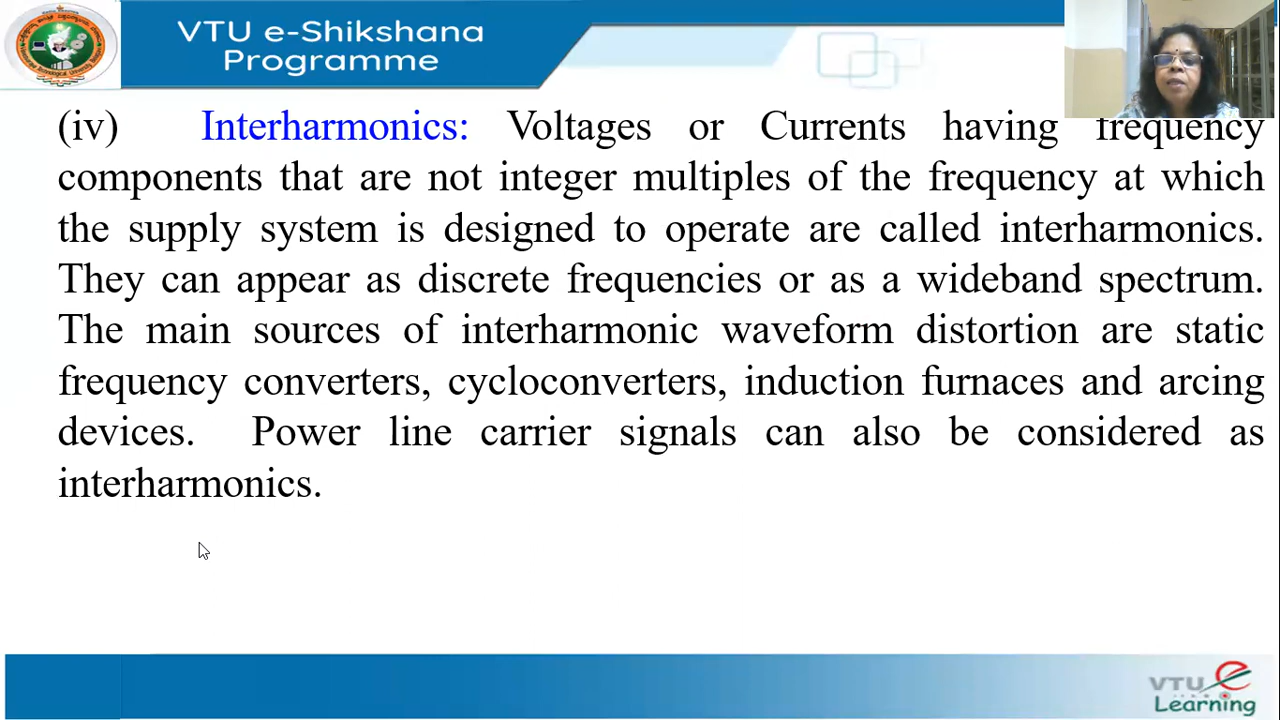 VTU e-Shikshana
Programme
(iv) Interharmonics: Voltages or Currents having frequency
components that are not integer multiples of the frequency at which
the supply system is designed to operate are called interharmonics.
They can appear as discrete frequencies or as a wideband spectrum.
The main sources of interharmonic waveform distortion are static
frequency converters, cycloconverters, induction furnaces and arcing
devices. Power line carrier signals can also be considered as
interharmonics.
VTU e
Learning